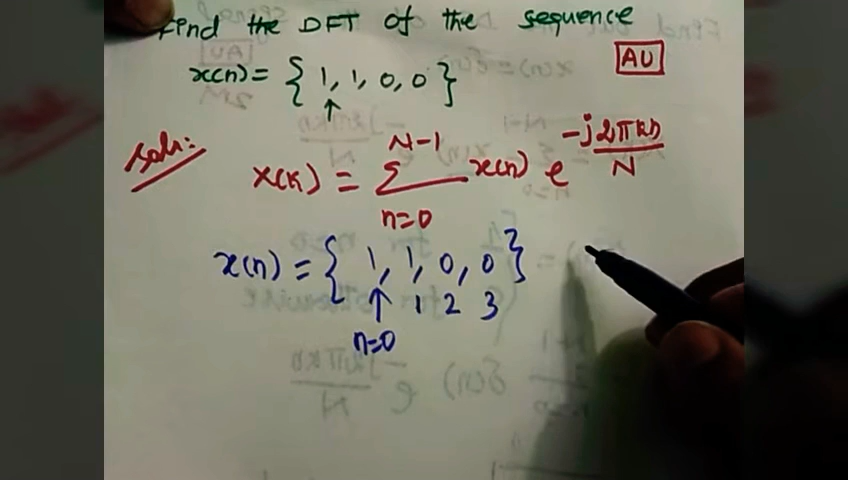 Find the DFT of the sequence
x(n) = { 1, 1, 0, 0 } AU
↑
Soln:
X(K) = Σ_{n=0}^{N-1} x(n) e^{-j2πkn/N}
x(n) = { 1, 1, 0, 0 }
↑ 1 2 3
n=0